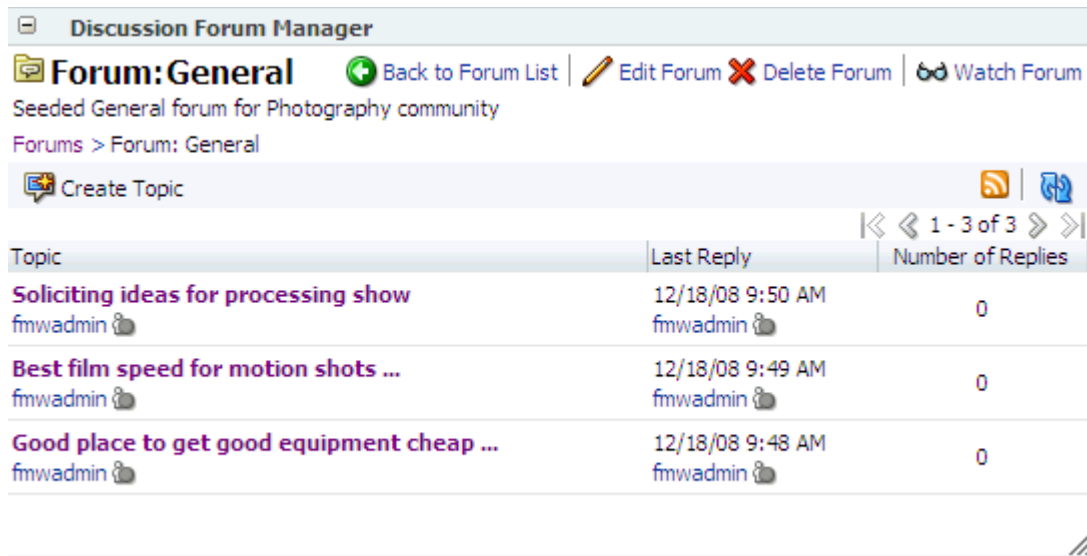 Discussion Forum Manager
Forum: General Back to Forum List Edit Forum Delete Forum Watch Forum
Seeded General forum for Photography community
Forums > Forum: General
Create Topic
1 - 3 of 3
Topic Last Reply Number of Replies
Soliciting ideas for processing show 12/18/08 9:50 AM 0
fmwadmin fmwadmin
Best film speed for motion shots ... 12/18/08 9:49 AM 0
fmwadmin fmwadmin
Good place to get good equipment cheap ... 12/18/08 9:48 AM 0
fmwadmin fmwadmin